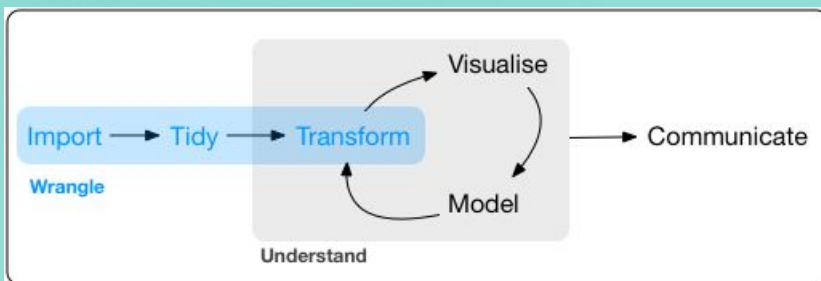 Visualise
Import Tidy Transform Communicate
Wrangle
Model
Understand